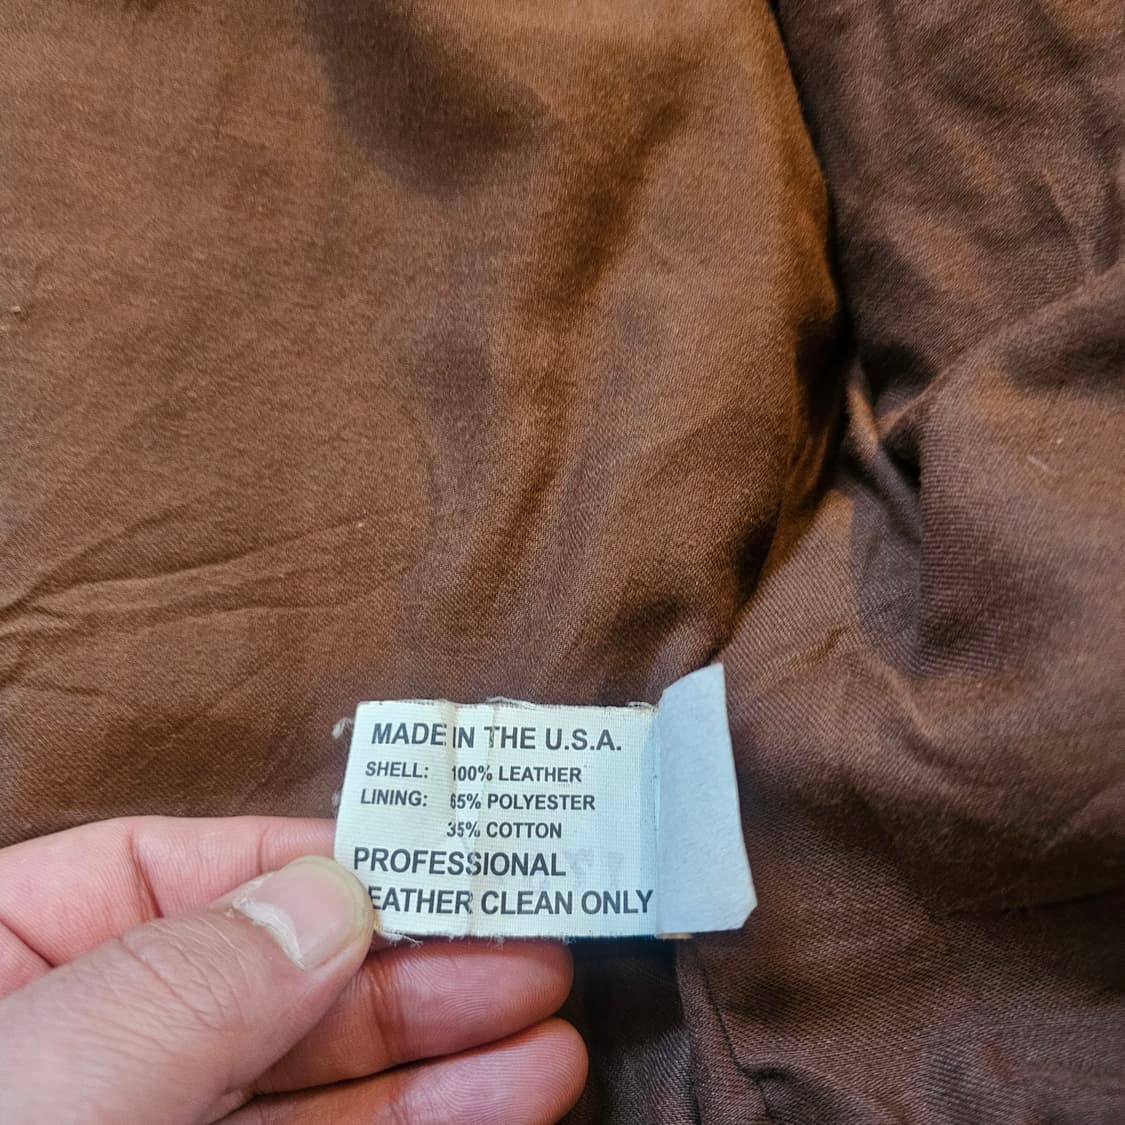 MADE IN THE U.S.A.
SHELL: 100% LEATHER
LINING: 65% POLYESTER
35% COTTON
PROFESSIONAL
LEATHER CLEAN ONLY